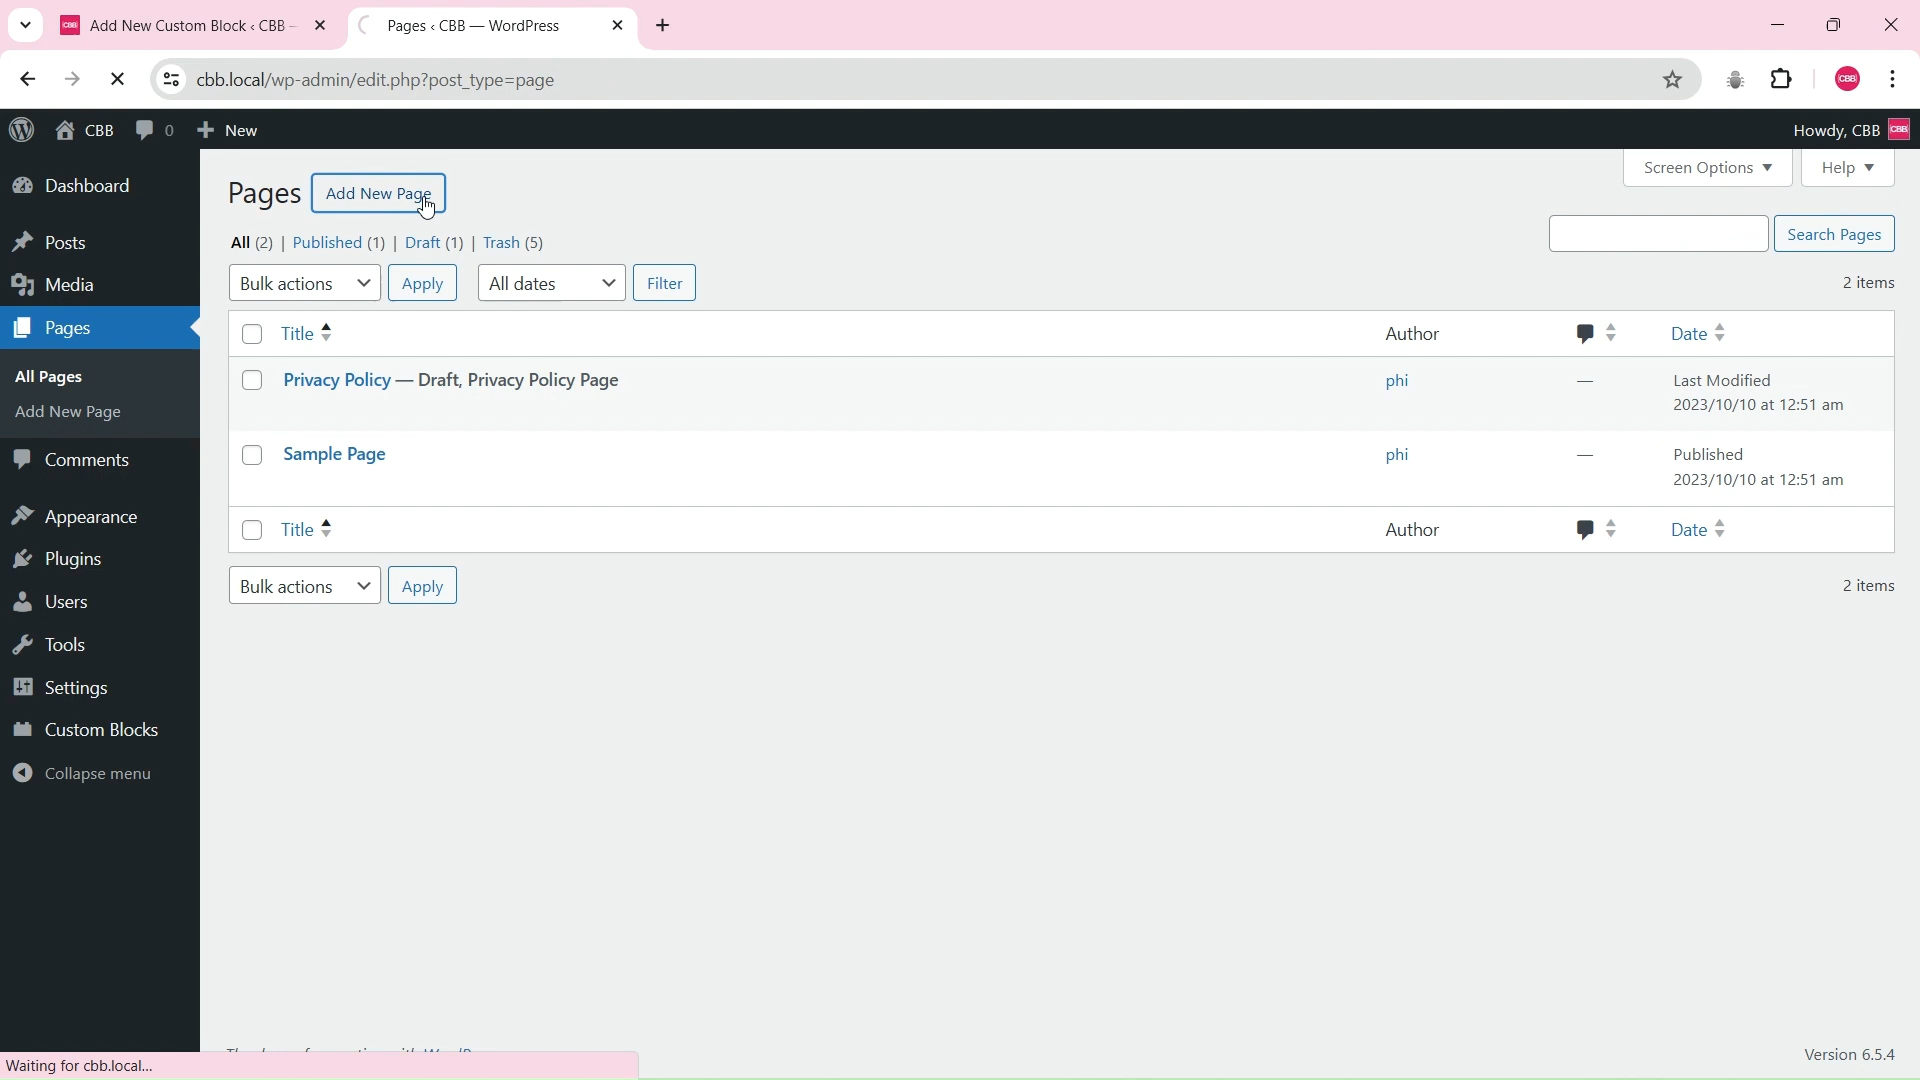 CBB Add New Custom Block ‹ CBB –
Pages ‹ CBB — WordPress
cbb.local/wp-admin/edit.php?post_type=page
CBB
CBB 0 New
Howdy, CBB CBB
Dashboard
Posts
Media
Pages
All Pages
Add New Page
Comments
Appearance
Plugins
Users
Tools
Settings
Custom Blocks
Collapse menu
Screen Options Help
Pages Add New Page
All (2) | Published (1) | Draft (1) | Trash (5)
Search Pages
Bulk actions Apply All dates Filter 2 items
Title Author Date
Privacy Policy — Draft, Privacy Policy Page phi — Last Modified
2023/10/10 at 12:51 am
Sample Page phi — Published
2023/10/10 at 12:51 am
Title Author Date
Bulk actions Apply 2 items
Version 6.5.4
Waiting for cbb.local...